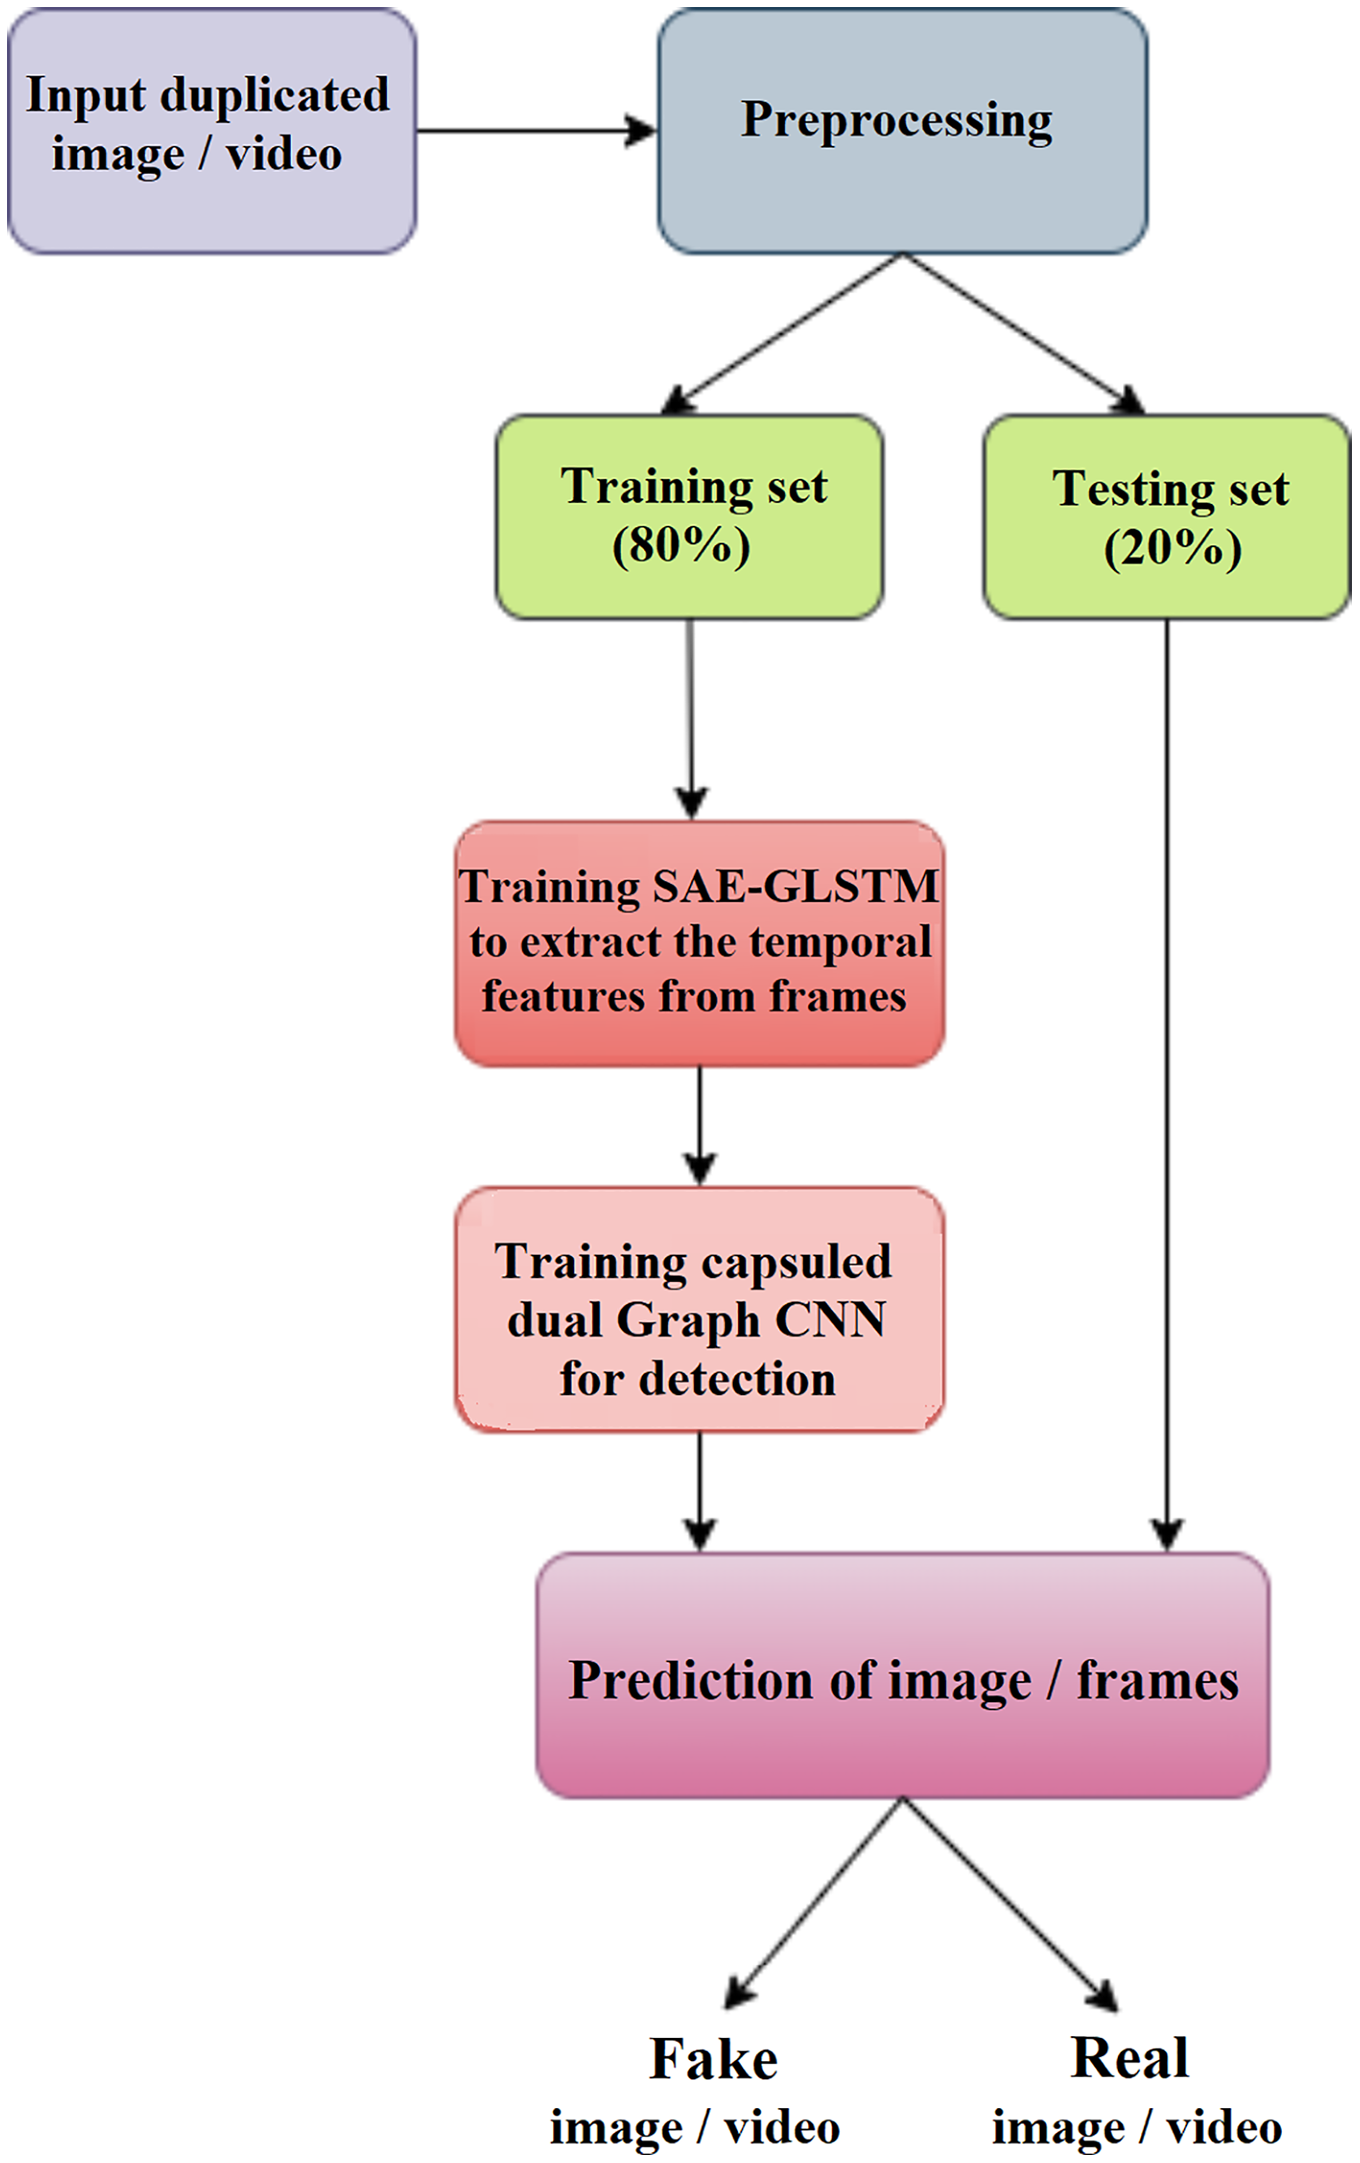 Input duplicated
image / video
Preprocessing
Training set
(80%)
Testing set
(20%)
Training SAE-GLSTM
to extract the temporal
features from frames
Training capsuled
dual Graph CNN
for detection
Prediction of image / frames
Fake
image / video
Real
image / video